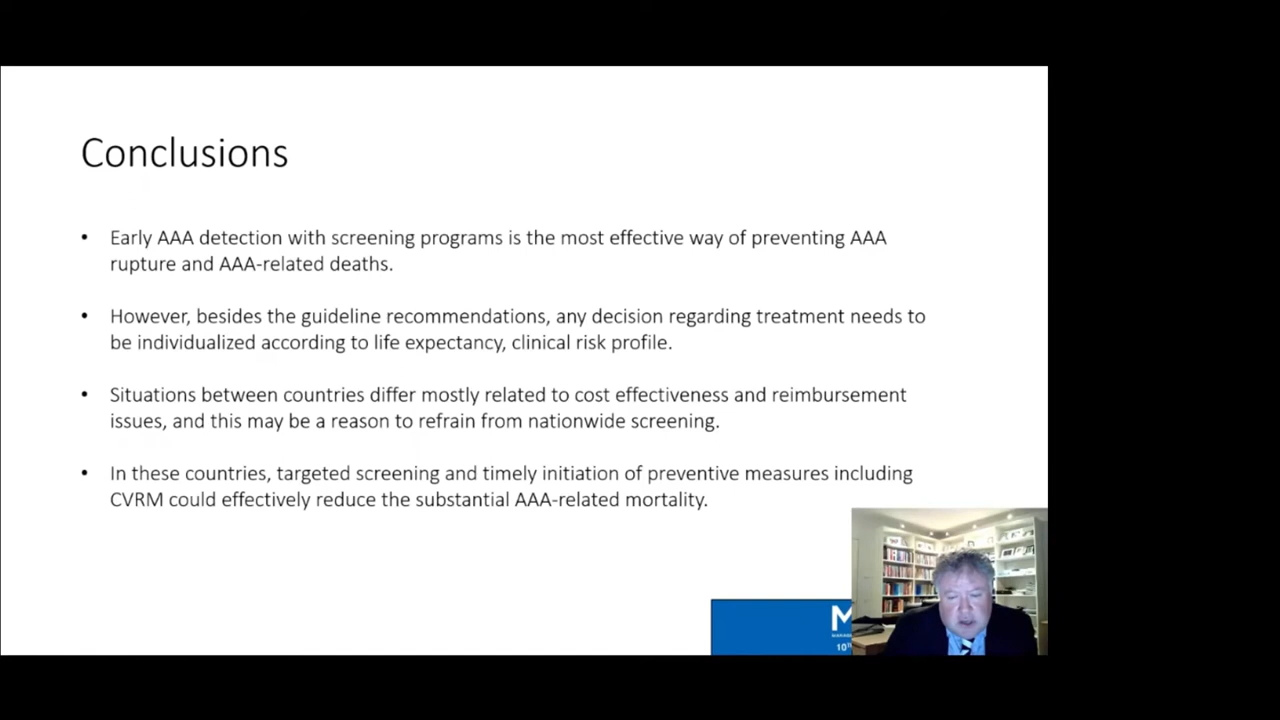 Conclusions
• Early AAA detection with screening programs is the most effective way of preventing AAA
rupture and AAA-related deaths.
• However, besides the guideline recommendations, any decision regarding treatment needs to
be individualized according to life expectancy, clinical risk profile.
• Situations between countries differ mostly related to cost effectiveness and reimbursement
issues, and this may be a reason to refrain from nationwide screening.
• In these countries, targeted screening and timely initiation of preventive measures including
CVRM could effectively reduce the substantial AAA-related mortality.
M
10